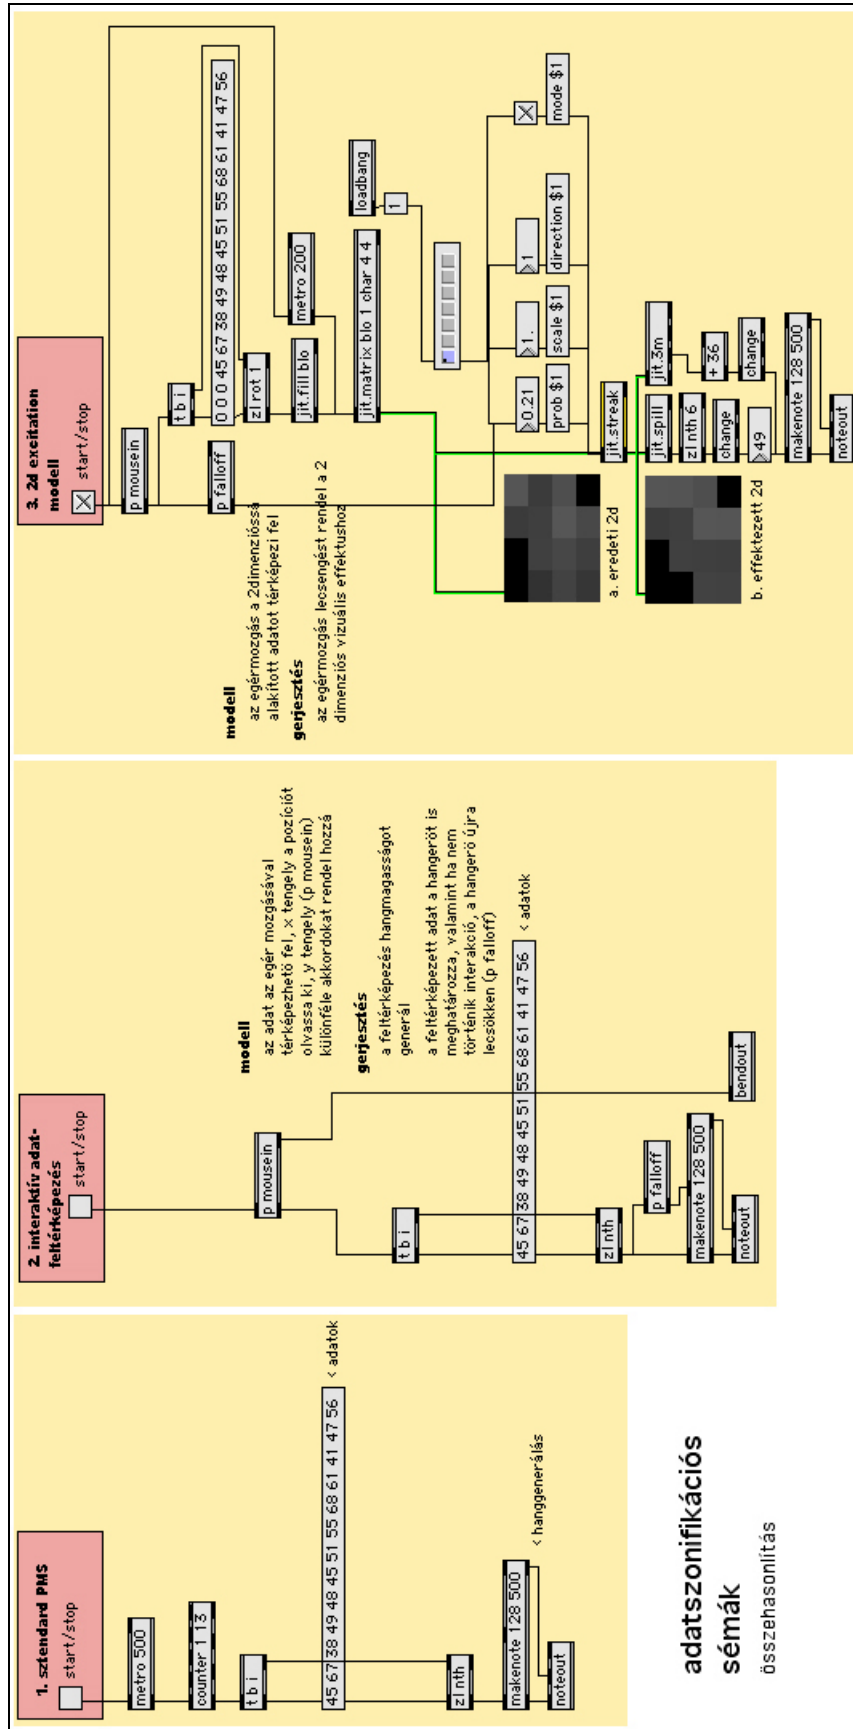 1. sztendard PMS
start/stop
metro 500
counter 1 13
t b i
45 67 38 49 48 45 51 55 68 61 41 47 56
< adatok
zl nth
makenote 128 500
< hanggenerálás
noteout
adatszonifikációs
sémák
összehasonlítás
2. interaktív adat-
feltérképezés
start/stop
p mousein
modell
az adat az egér mozgásával
térképezhető fel, x tengely a pozíciót
olvassa ki, y tengely (p mousein)
különféle akkordokat rendel hozzá
gerjesztés
a feltérképezés hangmagasságot
generál
a feltérképezett adat a hangerőt is
meghatározza, valamint ha nem
történik interakció, a hangerő újra
lecsökken (p falloff)
t b i
45 67 38 49 48 45 51 55 68 61 41 47 56
< adatok
zl nth
p falloff
makenote 128 500
noteout
bendout
3. 2d excitation
modell
start/stop
p mousein
t b i
0 0 0 45 67 38 49 48 45 51 55 68 61 41 47 56
p falloff
zl rot 1
modell
az egérmozgás a 2dimenzióssá
alakított adatot térképezi fel
gerjesztés
az egérmozgás lecsengést rendel a 2
dimenziós vizuális effektushoz
jit.fill blo
metro 200
jit.matrix blo 1 char 4 4
loadbang
1
0.21
1.
1
prob $1
scale $1
direction $1
mode $1
jit.streak
a. eredeti 2d
jit.spill
jit.3m
zl nth 6
+ 36
change
change
49
b. effektezett 2d
makenote 128 500
noteout